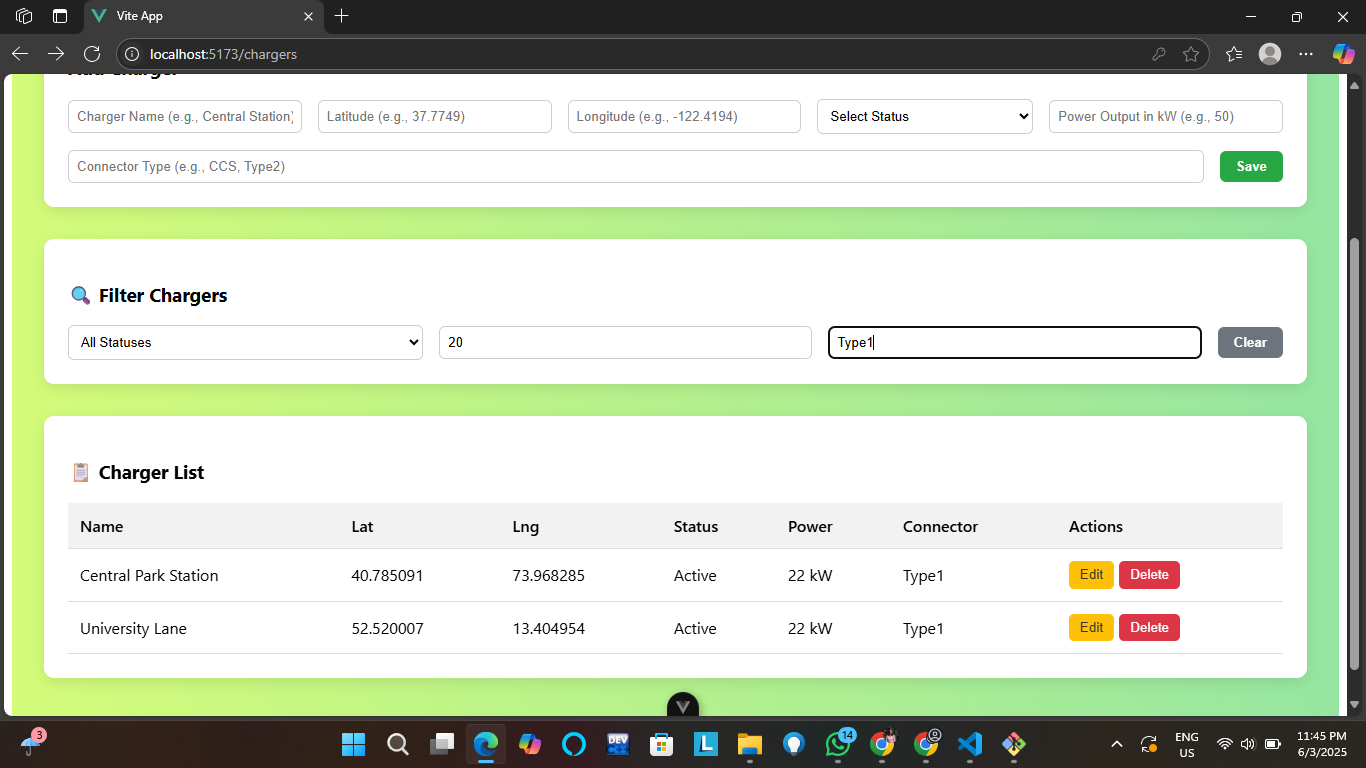 Vite App
localhost:5173/chargers
Add Charger
Charger Name (e.g., Central Station)
Latitude (e.g., 37.7749)
Longitude (e.g., -122.4194)
Select Status
Power Output in kW (e.g., 50)
Connector Type (e.g., CCS, Type2)
Save
Filter Chargers
All Statuses
20
Type1
Clear
Charger List
Name Lat Lng Status Power Connector Actions
Central Park Station 40.785091 73.968285 Active 22 kW Type1 Edit Delete
University Lane 52.520007 13.404954 Active 22 kW Type1 Edit Delete
3
DEV
L
14
ENG
US
11:45 PM
6/3/2025